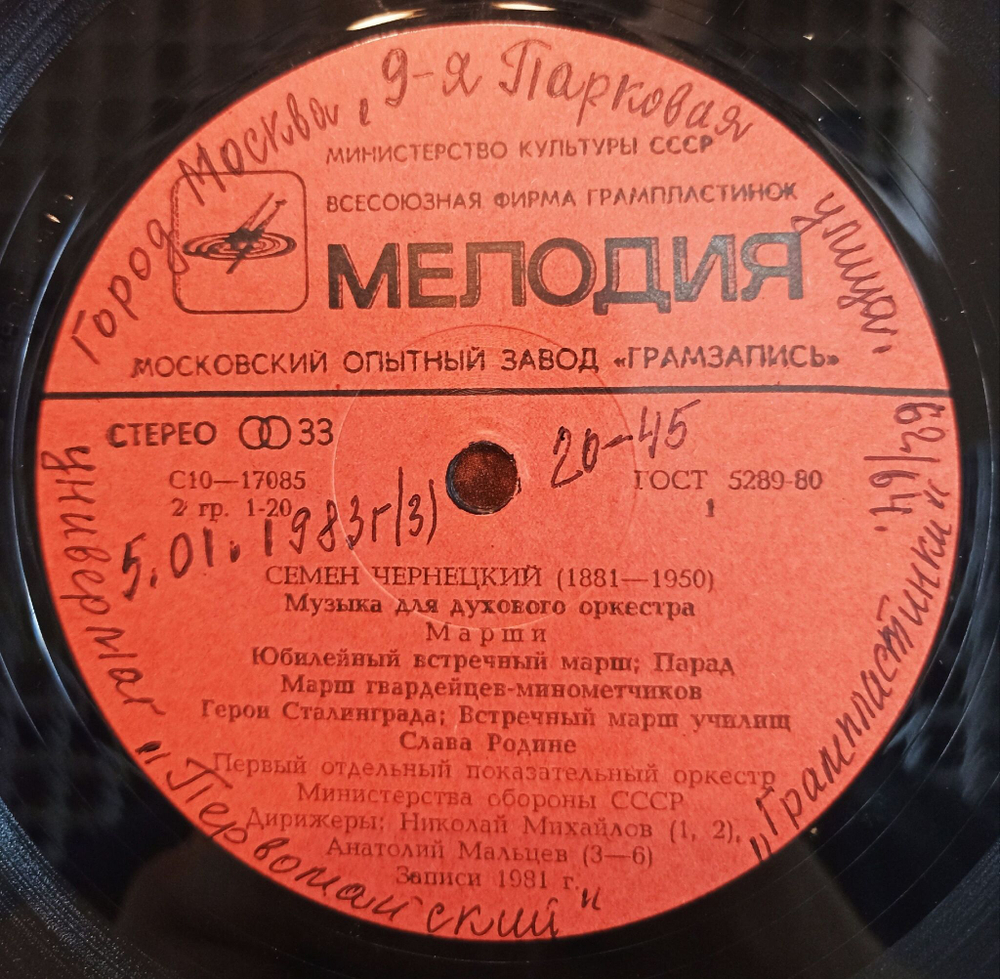 Город Москва, 9-я Парковая улица, 62/64.
МИНИСТЕРСТВО КУЛЬТУРЫ СССР
ВСЕСОЮЗНАЯ ФИРМА ГРАМПЛАСТИНОК
МЕЛОДИЯ
МОСКОВСКИЙ ОПЫТНЫЙ ЗАВОД «ГРАМЗАПИСЬ»
СТЕРЕО 33
20-45
С10—17085
ГОСТ 5289-80
2 гр. 1-20
1
5.01.1983г(3)
СЕМЕН ЧЕРНЕЦКИЙ (1881—1950)
Музыка для духового оркестра
Марши
Юбилейный встречный марш; Парад
Марш гвардейцев-минометчиков
Герои Сталинграда; Встречный марш училищ
Слава Родине
Первый отдельный показательный оркестр
Министерства обороны СССР
Дирижеры: Николай Михайлов (1, 2),
Анатолий Мальцев (3—6)
Записи 1981 г.
универмаг "Первомайский"
"Грампластинки"